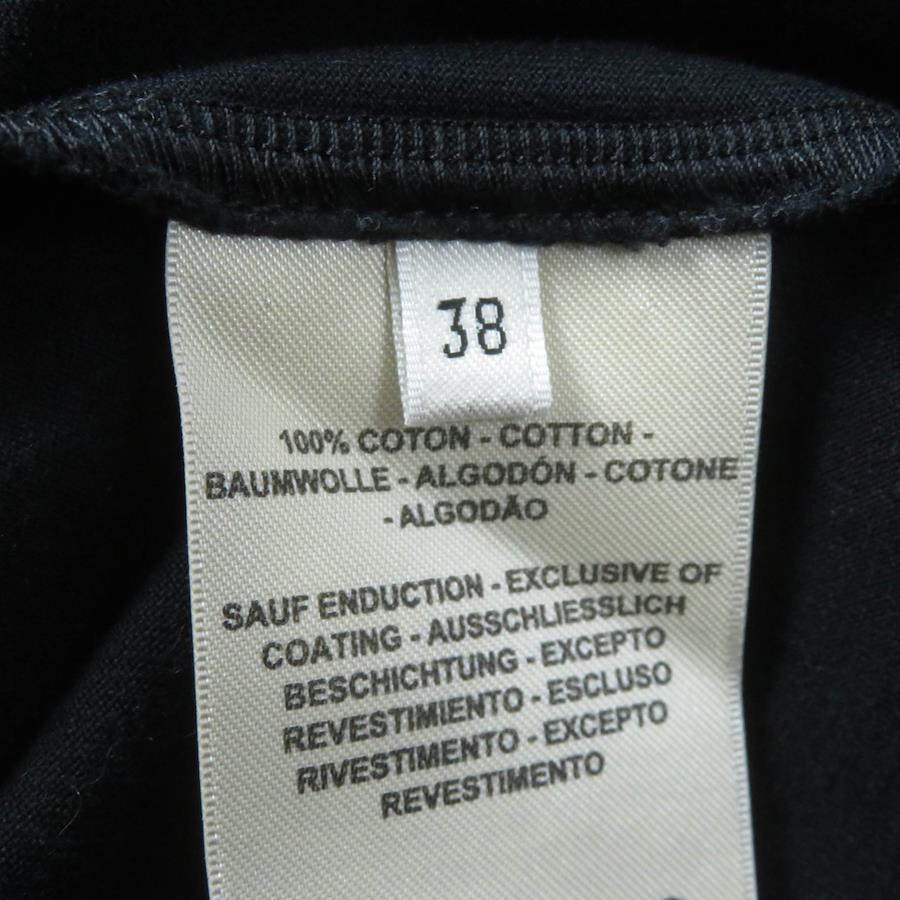 38
100% COTON - COTTON -
BAUMWOLLE - ALGODÓN - COTONE
- ALGODÃO
SAUF ENDUCTION - EXCLUSIVE OF
COATING - AUSSCHLIESSLICH
BESCHICHTUNG - EXCEPTO
REVESTIMIENTO - ESCLUSO
RIVESTIMENTO - EXCEPTO
REVESTIMENTO